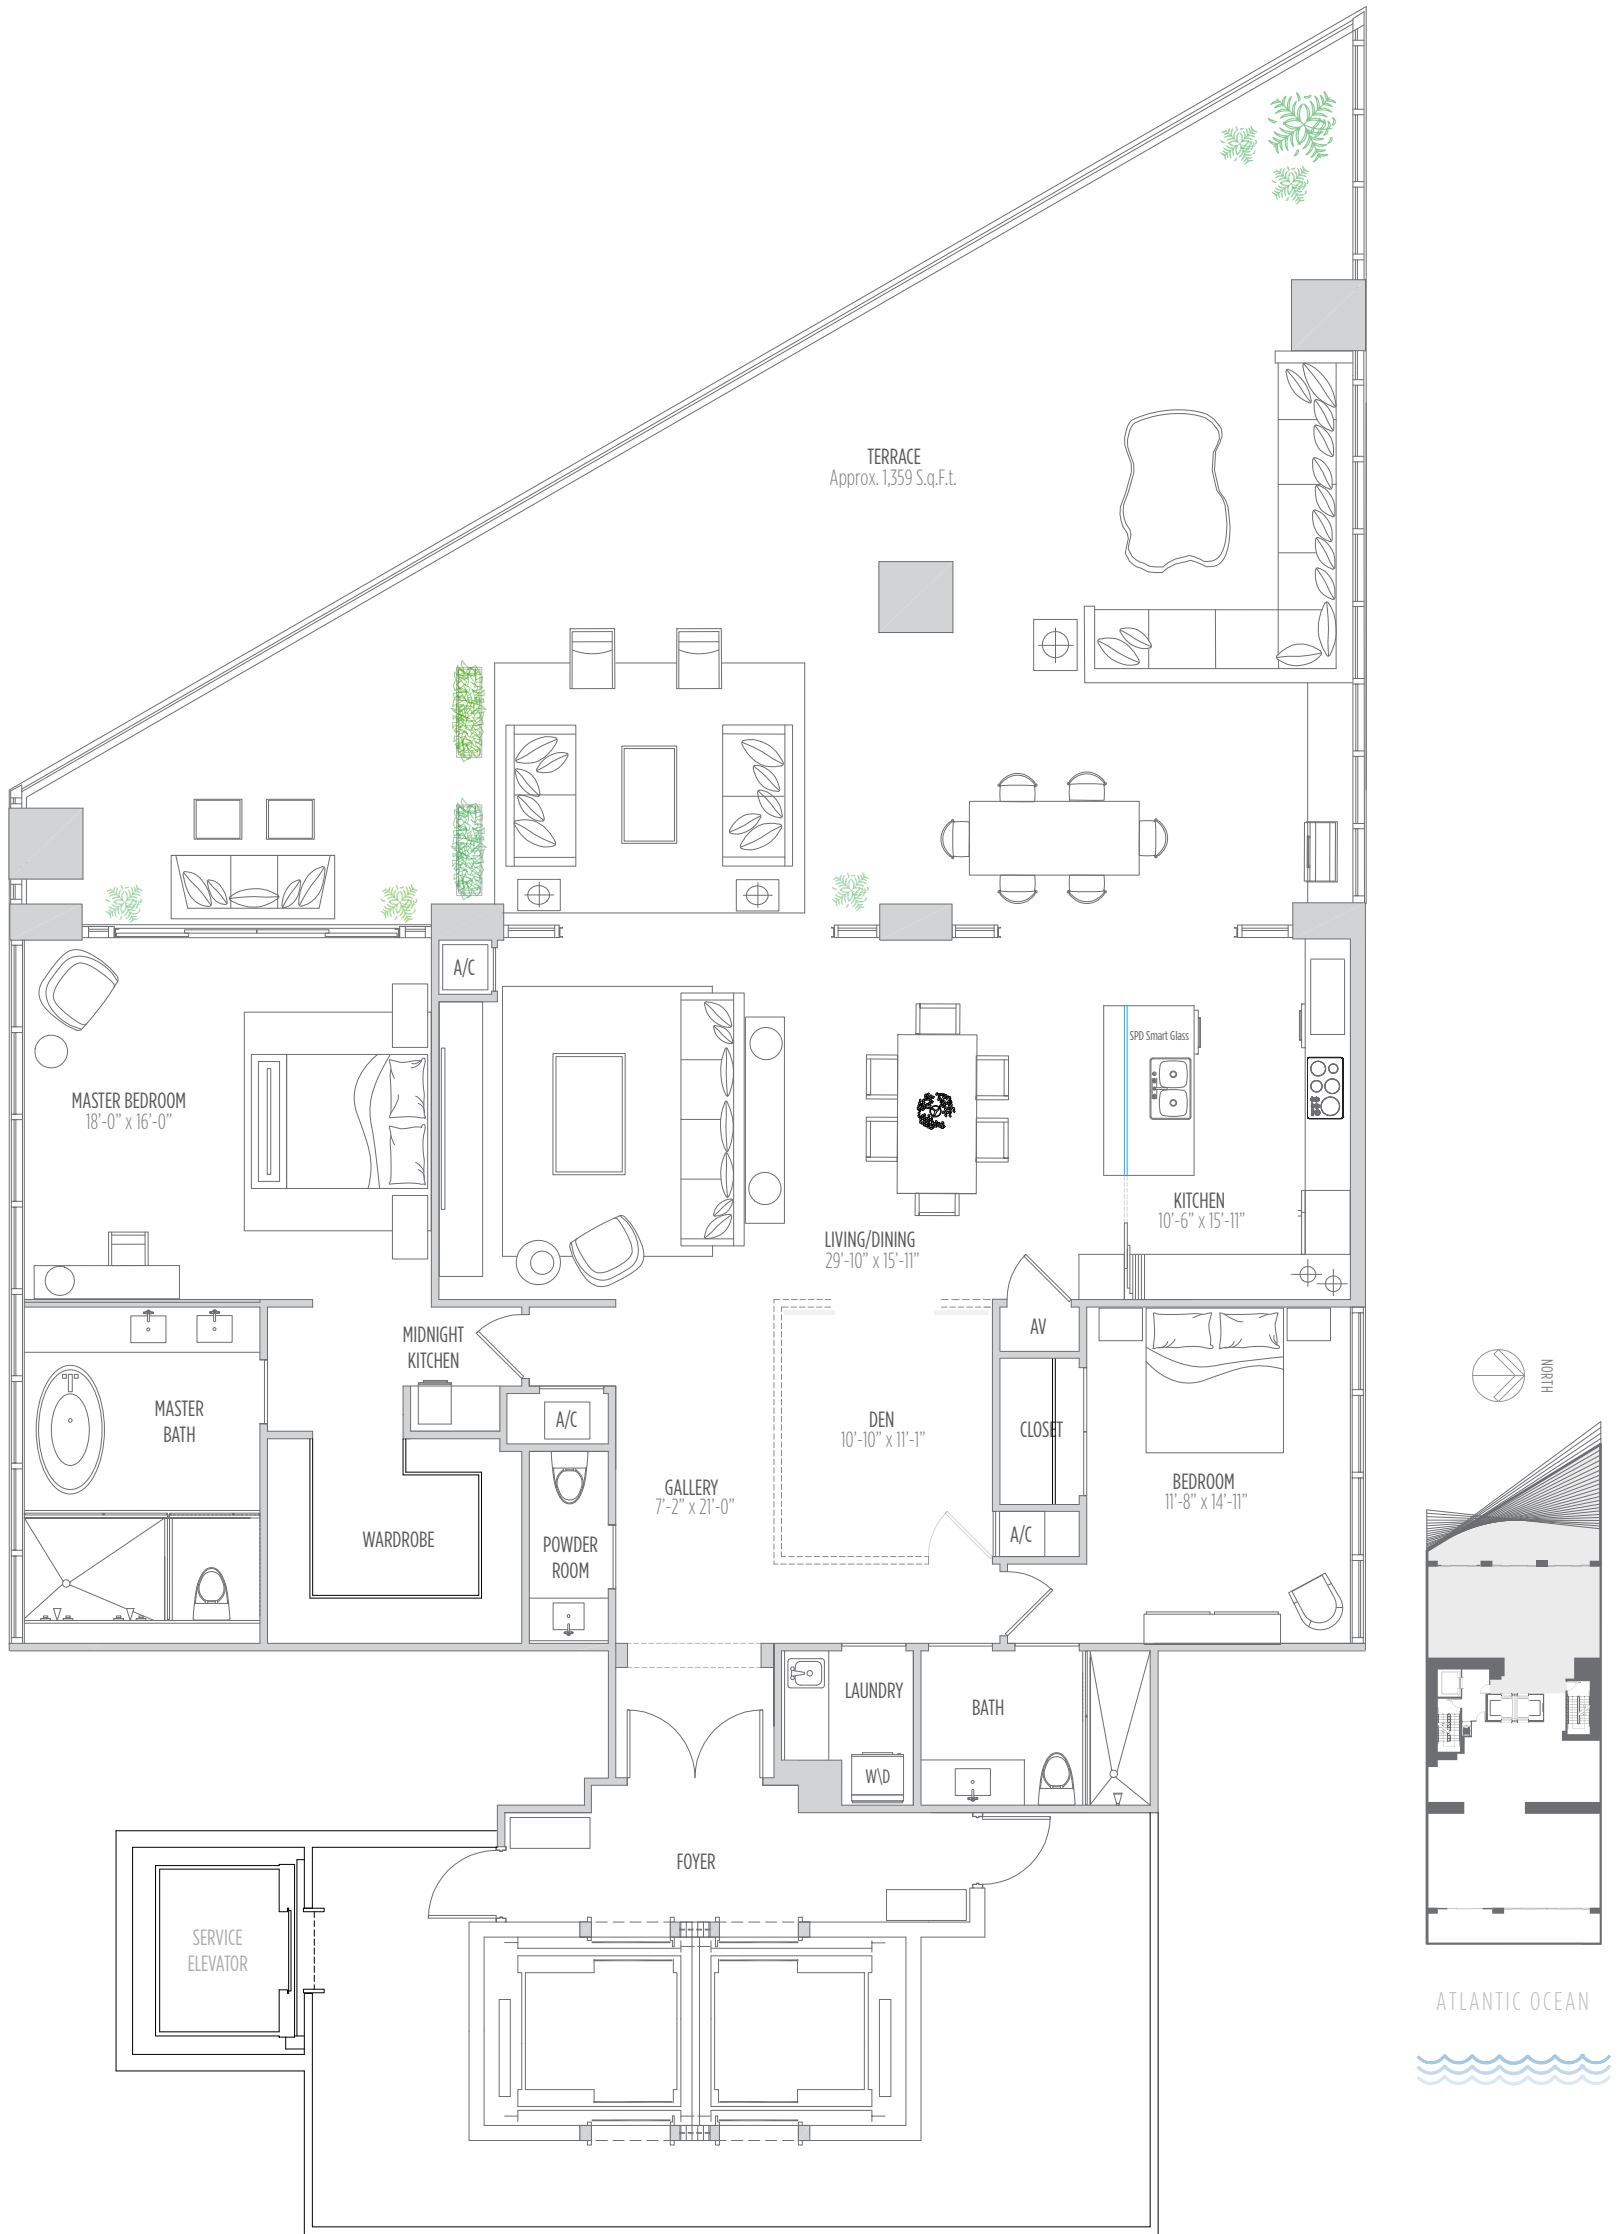 TERRACE
Approx. 1,359 S.q.F.t.
A/C
SPD Smart Glass
MASTER BEDROOM
18'-0" x 16'-0"
KITCHEN
10'-6" x 15'-11"
LIVING/DINING
29'-10" x 15'-11"
MIDNIGHT
KITCHEN
AV
NORTH
MASTER
BATH
A/C
DEN
10'-10" x 11'-1"
CLOSET
GALLERY
7'-2" x 21'-0"
BEDROOM
11'-8" x 14'-11"
WARDROBE
POWDER
ROOM
A/C
LAUNDRY
BATH
W\D
FOYER
SERVICE
ELEVATOR
ATLANTIC OCEAN